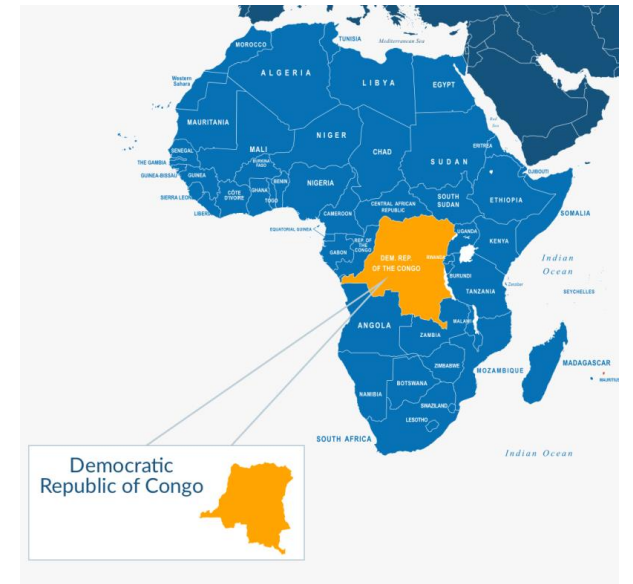 TUNISIA
Mediterranean Sea
MOROCCO
ALGERIA
LIBYA
EGYPT
Western
Sahara
Red
Sea
MAURITANIA
MALI
NIGER
CHAD
SUDAN
ERITREA
SENEGAL
THE GAMBIA
GUINEA-BISSAU
GUINEA
BURKINA
FASO
BENIN
NIGERIA
DJIBOUTI
SIERRA LEONE
CÔTE
D'IVOIRE
GHANA
TOGO
LIBERIA
CENTRAL AFRICAN
REPUBLIC
SOUTH
SUDAN
ETHIOPIA
SOMALIA
CAMEROON
EQUATORIAL GUINEA
GABON
REP. OF
THE
CONGO
DEM. REP.
OF THE CONGO
UGANDA
KENYA
RWANDA
BURUNDI
TANZANIA
Indian
Ocean
Zanzibar
SEYCHELLES
ANGOLA
ZAMBIA
MALAWI
MOZAMBIQUE
MADAGASCAR
MAURITIUS
ZIMBABWE
NAMIBIA
BOTSWANA
SWAZILAND
LESOTHO
SOUTH AFRICA
Indian Ocean
Democratic
Republic of Congo